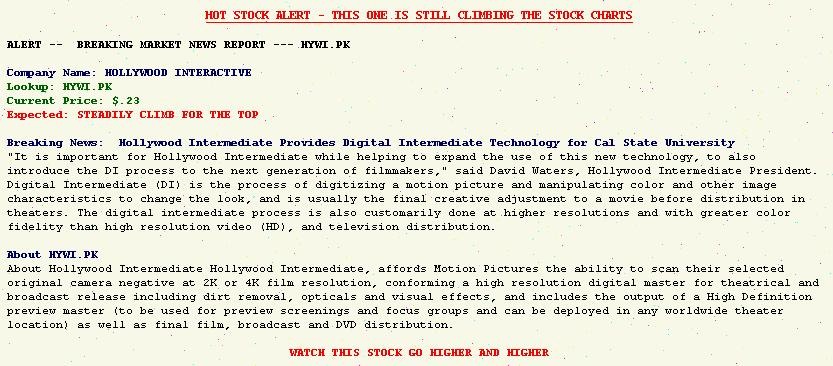 HOT STOCK ALERT - THIS ONE IS STILL CLIMBING THE STOCK CHARTS
ALERT -- BREAKING MARKET NEWS REPORT --- HYWI.PK
Company Name: HOLLYWOOD INTERACTIVE
Lookup: HYWI.PK
Current Price: $.23
Expected: STEADILY CLIMB FOR THE TOP
Breaking News: Hollywood Intermediate Provides Digital Intermediate Technology for Cal State University
"It is important for Hollywood Intermediate while helping to expand the use of this new technology, to also
introduce the DI process to the next generation of filmmakers," said David Waters, Hollywood Intermediate President.
Digital Intermediate (DI) is the process of digitizing a motion picture and manipulating color and other image
characteristics to change the look, and is usually the final creative adjustment to a movie before distribution in
theaters. The digital intermediate process is also customarily done at higher resolutions and with greater color
fidelity than high resolution video (HD), and television distribution.
About HYWI.PK
About Hollywood Intermediate Hollywood Intermediate, affords Motion Pictures the ability to scan their selected
original camera negative at 2K or 4K film resolution, conforming a high resolution digital master for theatrical and
broadcast release including dirt removal, opticals and visual effects, and includes the output of a High Definition
preview master (to be used for preview screenings and focus groups and can be deployed in any worldwide theater
location) as well as final film, broadcast and DVD distribution.
WATCH THIS STOCK GO HIGHER AND HIGHER